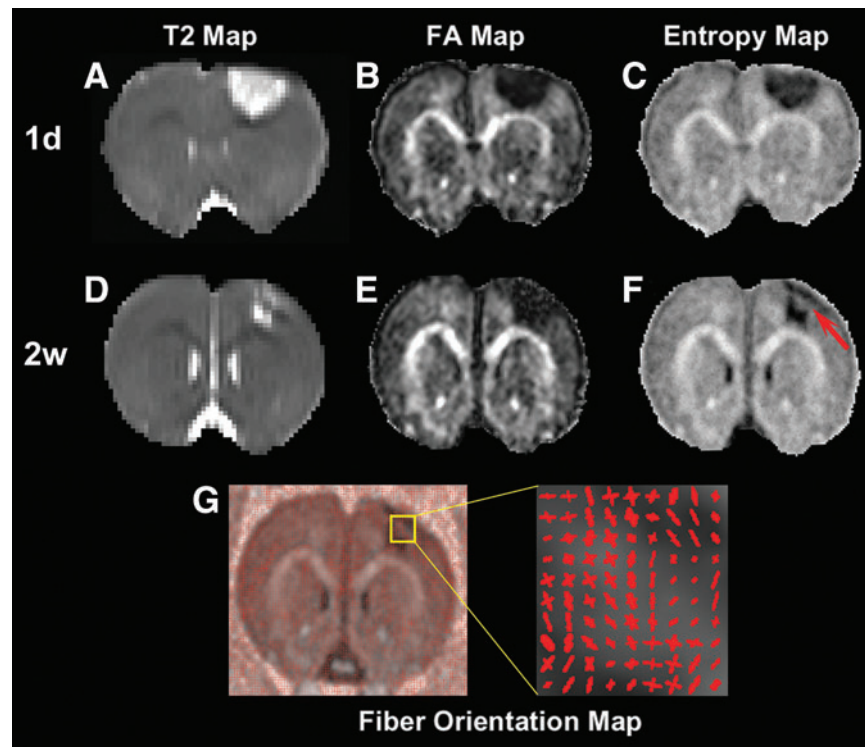 T2 Map FA Map Entropy Map
A B C
1d
D E F
2w
G
Fiber Orientation Map